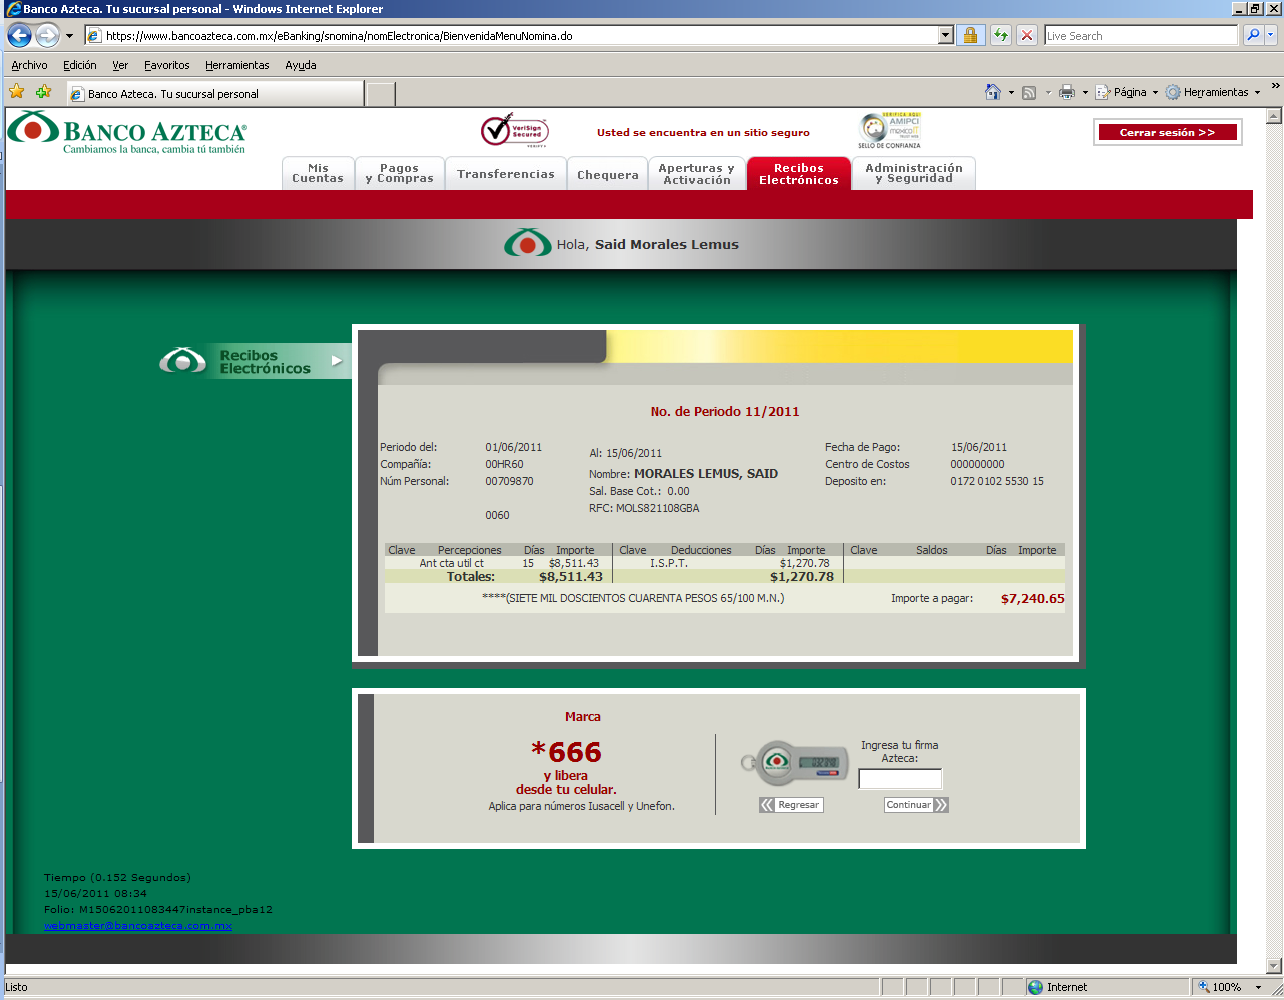 Banco Azteca. Tu sucursal personal - Windows Internet Explorer
https://www.bancoazteca.com.mx/eBanking/snomina/nomElectronica/BienvenidaMenuNomina.do
Live Search
Archivo Edición Ver Favoritos Herramientas Ayuda
Banco Azteca. Tu sucursal personal
Página Herramientas
BANCO AZTECA®
Cambiamos la banca, cambia tú también
VeriSign Secured
VERIFY
Usted se encuentra en un sitio seguro
VERIFICA AQUI
AMIPCI
SELLO DE CONFIANZA
Cerrar sesión >>
Mis Cuentas
Pagos y Compras
Transferencias
Chequera
Aperturas y Activación
Recibos Electrónicos
Administración y Seguridad
Hola, Said Morales Lemus
Recibos
Electrónicos
No. de Periodo 11/2011
Periodo del: 01/06/2011 Al: 15/06/2011 Fecha de Pago: 15/06/2011
Compañía: 00HR60 Nombre: MORALES LEMUS, SAID Centro de Costos 000000000
Núm Personal: 00709870 Sal. Base Cot.: 0.00 Deposito en: 0172 0102 5530 15
0060 RFC: MOLS821108GBA
Clave Percepciones Días Importe Clave Deducciones Días Importe Clave Saldos Días Importe
Ant cta util ct 15 $8,511.43 I.S.P.T. $1,270.78
Totales: $8,511.43 $1,270.78
****(SIETE MIL DOSCIENTOS CUARENTA PESOS 65/100 M.N.) Importe a pagar: $7,240.65
Marca
*666
y libera
desde tu celular.
Aplica para números Iusacell y Unefon.
Ingresa tu firma
Azteca:
Regresar Continuar
Tiempo (0.152 Segundos)
15/06/2011 08:34
Folio: M15062011083447instance_pba12
webmaster@bancoazteca.com.mx
Listo Internet 100%